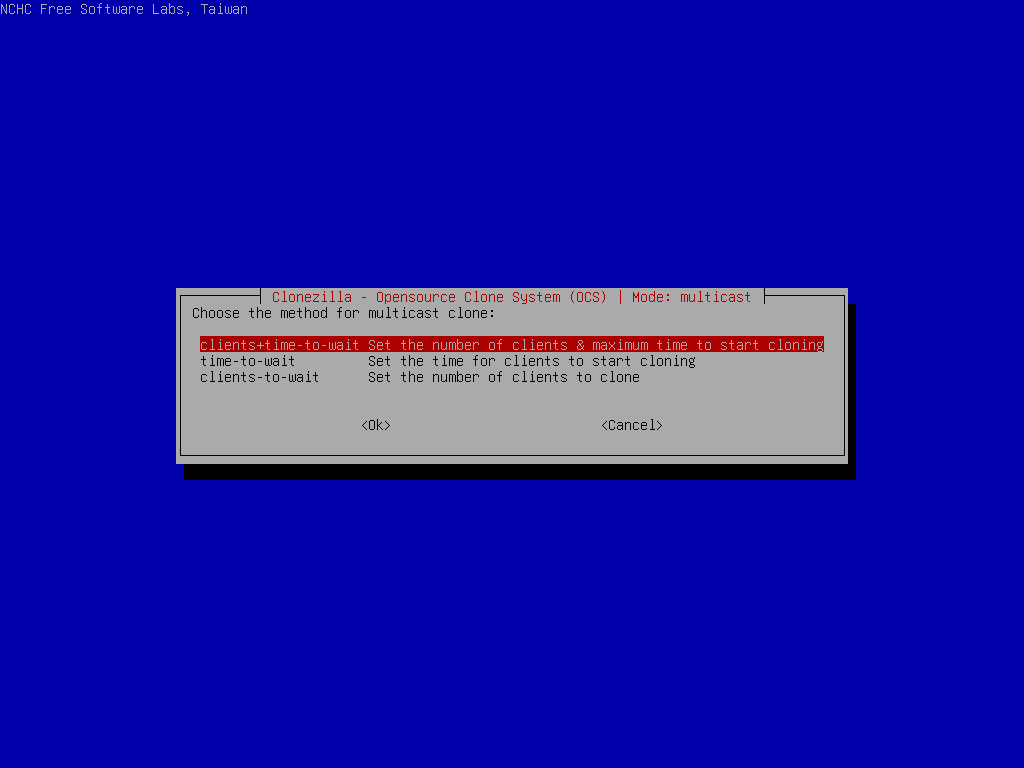 NCHC Free Software Labs, Taiwan
Clonezilla - Opensource Clone System (OCS) | Mode: multicast
Choose the method for multicast clone:
clients+time-to-wait Set the number of clients & maximum time to start cloning
time-to-wait Set the time for clients to start cloning
clients-to-wait Set the number of clients to clone
<Ok> <Cancel>